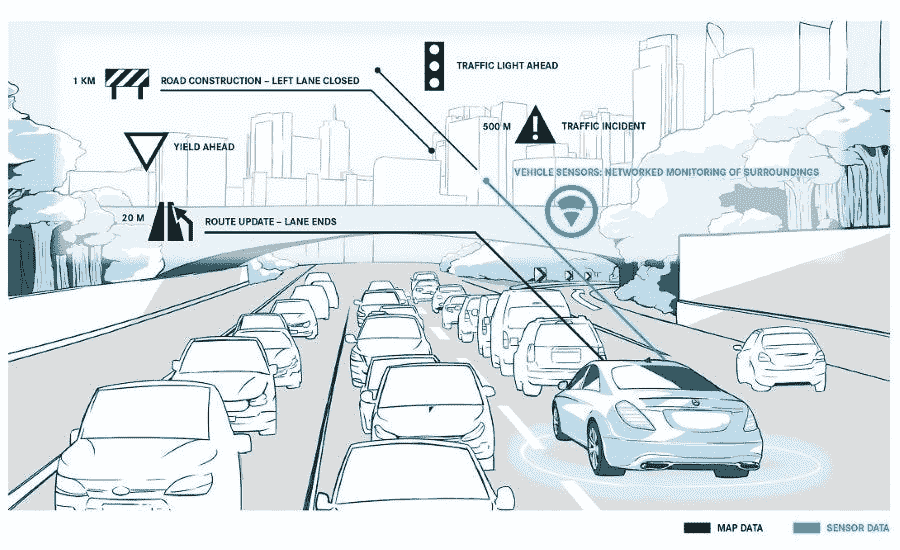 TRAFFIC LIGHT AHEAD
1 KM
ROAD CONSTRUCTION – LEFT LANE CLOSED
500 M
TRAFFIC INCIDENT
YIELD AHEAD
VEHICLE SENSORS: NETWORKED MONITORING OF SURROUNDINGS
20 M
ROUTE UPDATE – LANE ENDS
MAP DATA
SENSOR DATA